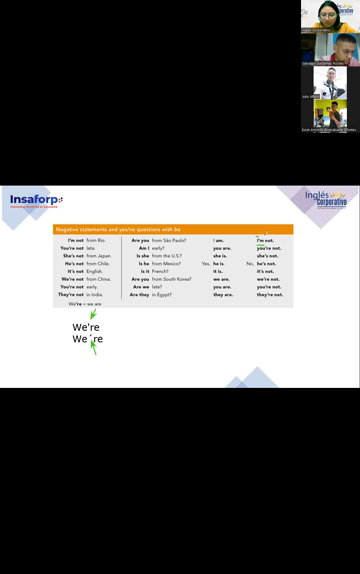 Inglés Corporativo
Insaforp
Inglés
Corporativo
Negative statements and yes/no questions with be
I'm not from Rio. Are you from São Paulo? I am. I'm not.
You're not late. Am I early? you are. you're not.
She's not from Japan. Is she from the U.S.? she is. she's not.
He's not from Chile. Is he from Mexico? Yes, he is. No, he's not.
It's not English. Is it French? it is. it's not.
We're not from China. Are you from South Korea? we are. we're not.
You're not early. Are we late? you are. you're not.
They're not in India. Are they in Egypt? they are. they're not.
We're = we are
We're
We´re